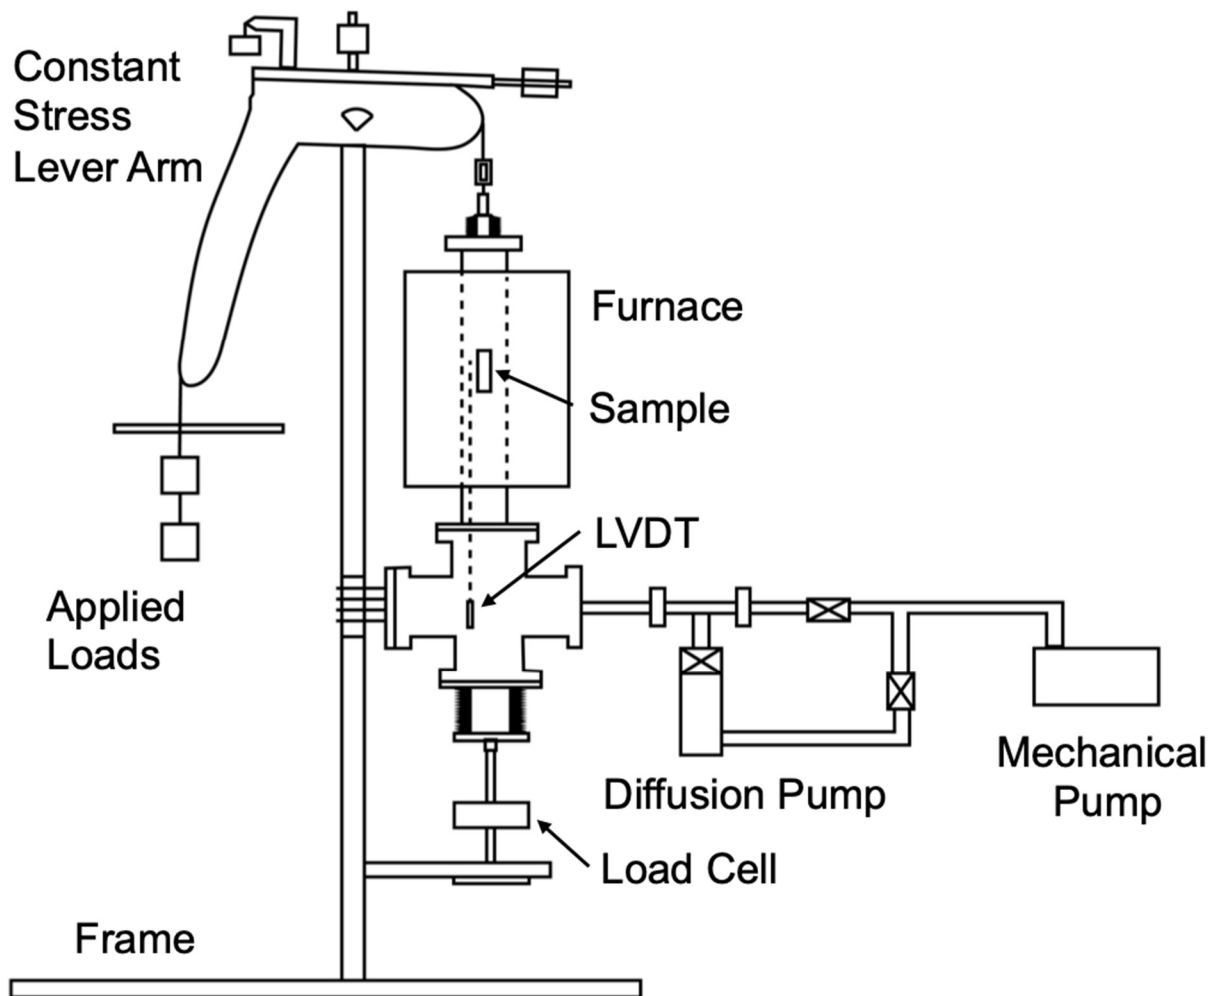 Constant
Stress
Lever Arm
Furnace
Sample
LVDT
Applied
Loads
Mechanical
Pump
Diffusion Pump
Load Cell
Frame